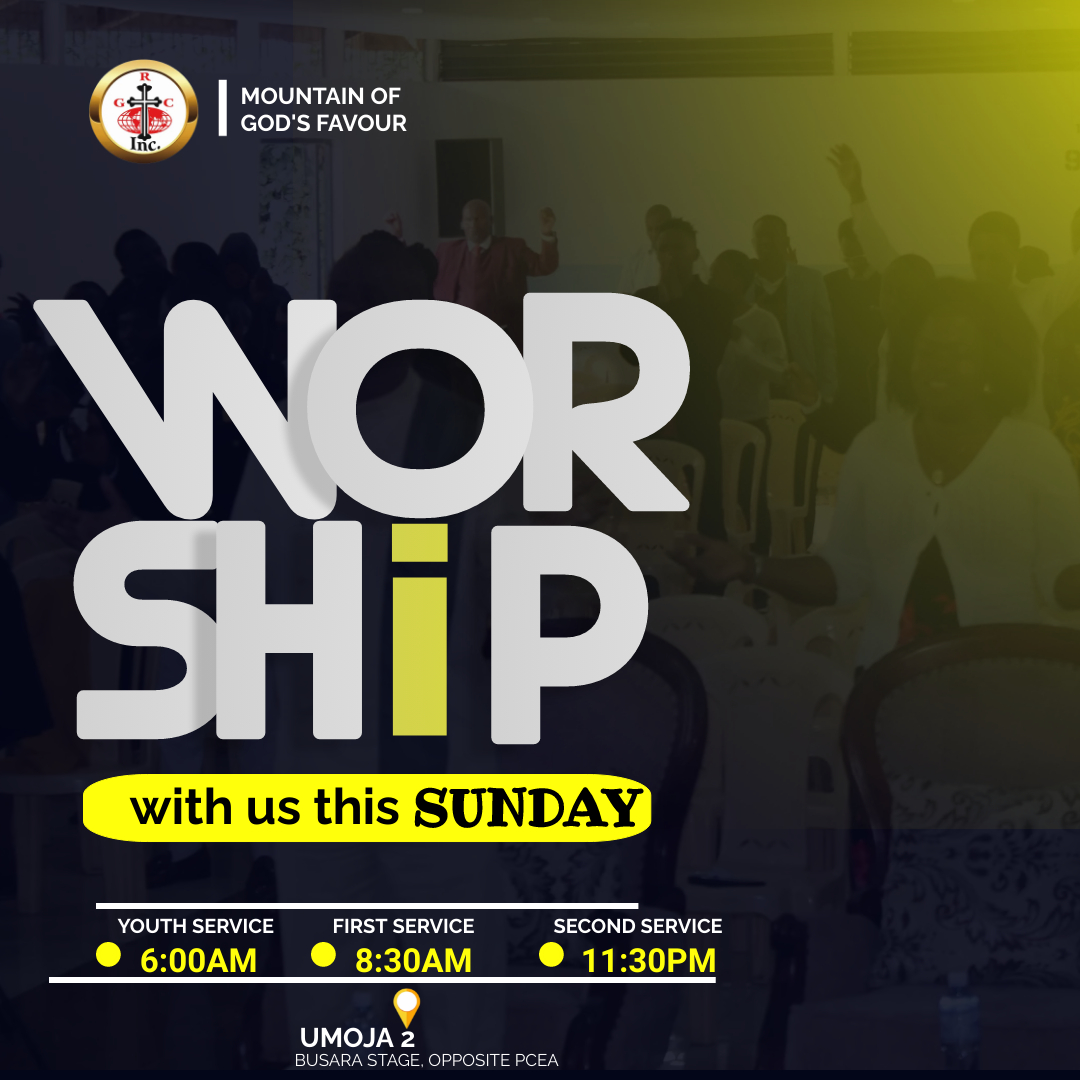 R
G C
Inc.
MOUNTAIN OF
GOD'S FAVOUR
WOR
SHiP
with us this SUNDAY
YOUTH SERVICE
6:00AM
FIRST SERVICE
8:30AM
SECOND SERVICE
11:30PM
UMOJA 2
BUSARA STAGE, OPPOSITE PCEA